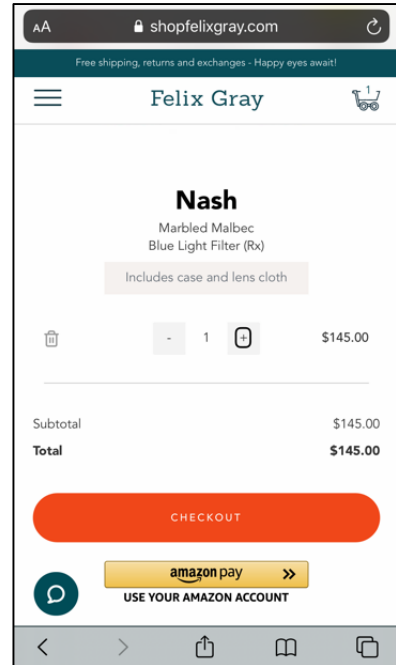 AA shopfelixgray.com
Free shipping, returns and exchanges - Happy eyes await!
Felix Gray 1
Nash
Marbled Malbec
Blue Light Filter (Rx)
Includes case and lens cloth
- 1 + $145.00
Subtotal $145.00
Total $145.00
CHECKOUT
amazon pay »
USE YOUR AMAZON ACCOUNT